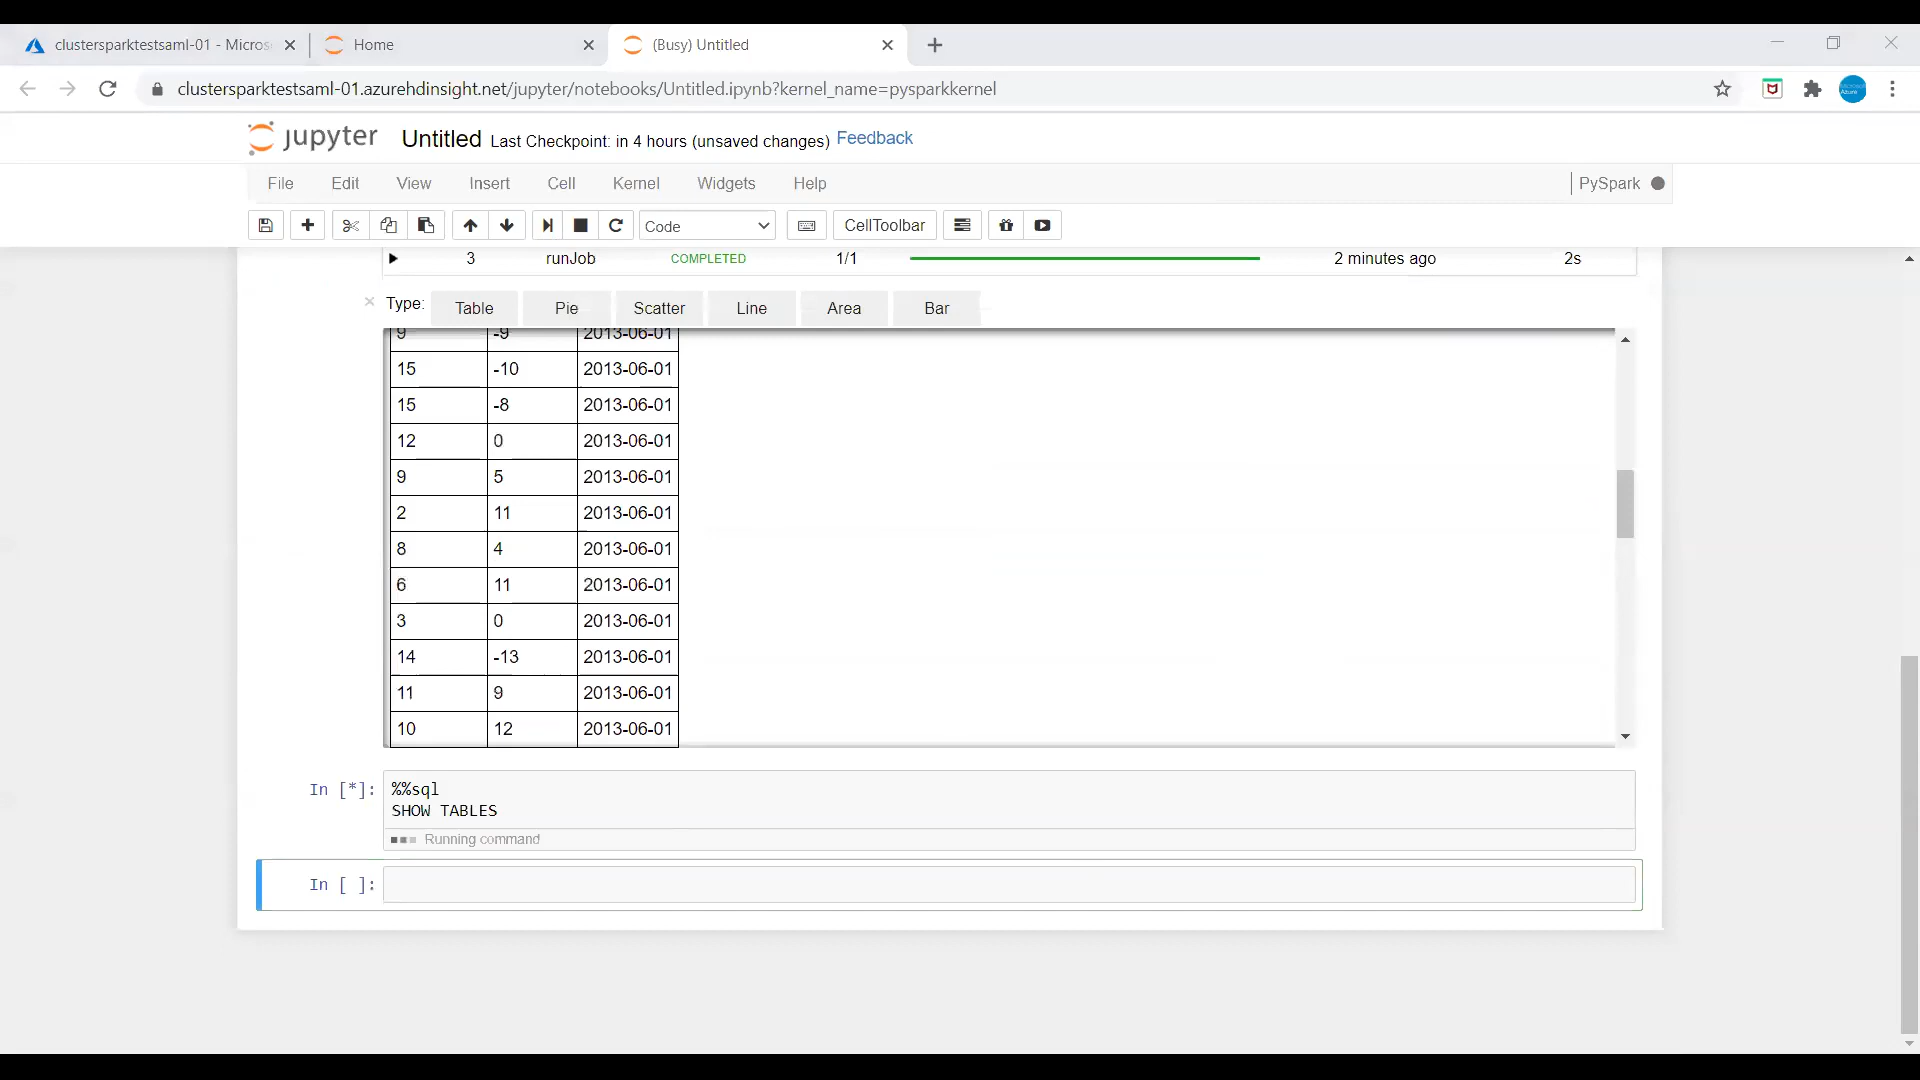 clustersparktestsaml-01 - Micros
Home
(Busy) Untitled
clustersparktestsaml-01.azurehdinsight.net/jupyter/notebooks/Untitled.ipynb?kernel_name=pysparkkernel
jupyter Untitled Last Checkpoint: in 4 hours (unsaved changes) Feedback
File Edit View Insert Cell Kernel Widgets Help PySpark
Code CellToolbar
3 runJob COMPLETED 1/1 2 minutes ago 2s
Type: Table Pie Scatter Line Area Bar
9 -9 2013-06-01
15 -10 2013-06-01
15 -8 2013-06-01
12 0 2013-06-01
9 5 2013-06-01
2 11 2013-06-01
8 4 2013-06-01
6 11 2013-06-01
3 0 2013-06-01
14 -13 2013-06-01
11 9 2013-06-01
10 12 2013-06-01
In [*]: %%sql
SHOW TABLES
Running command
In [ ]: